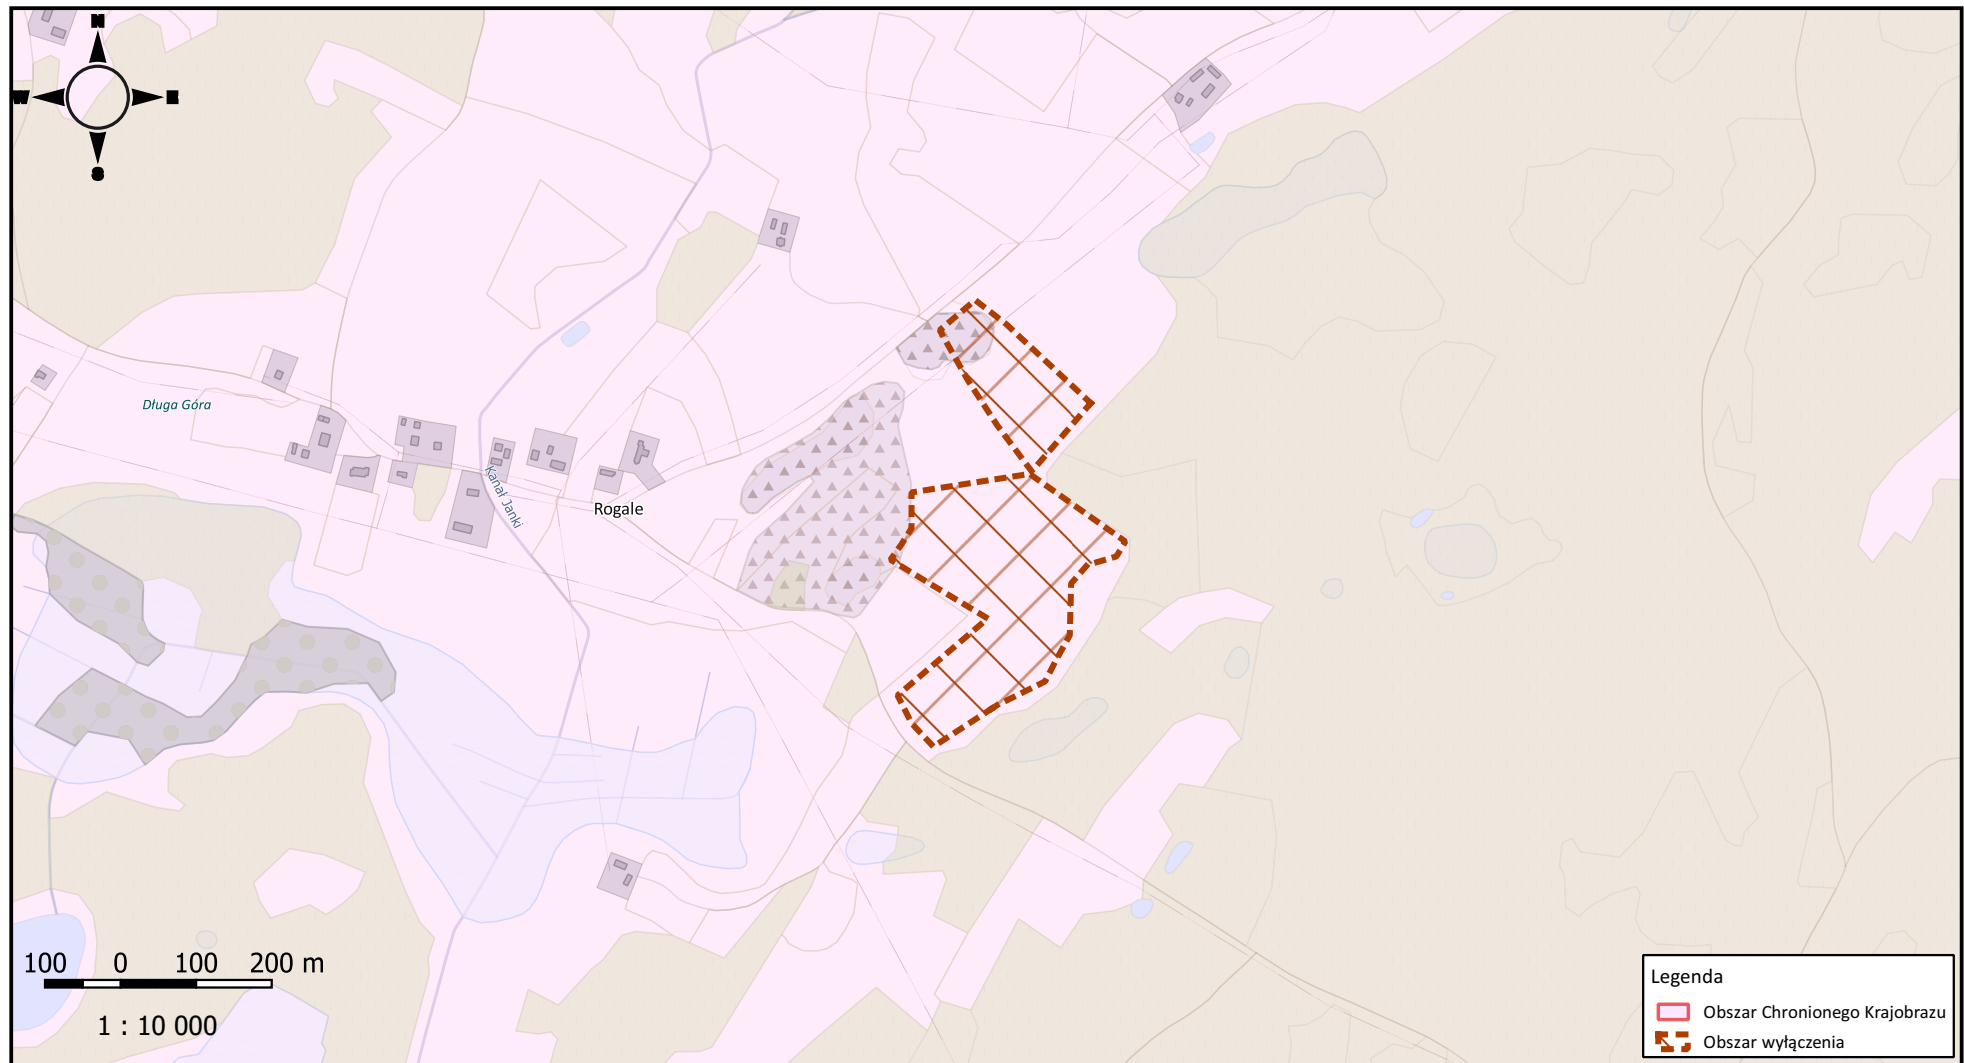 N
W
E
S
Długa Góra
Kanał Janki
Rogale
100 0 100 200 m
1 : 10 000
Legenda
Obszar Chronionego Krajobrazu
Obszar wyłączenia